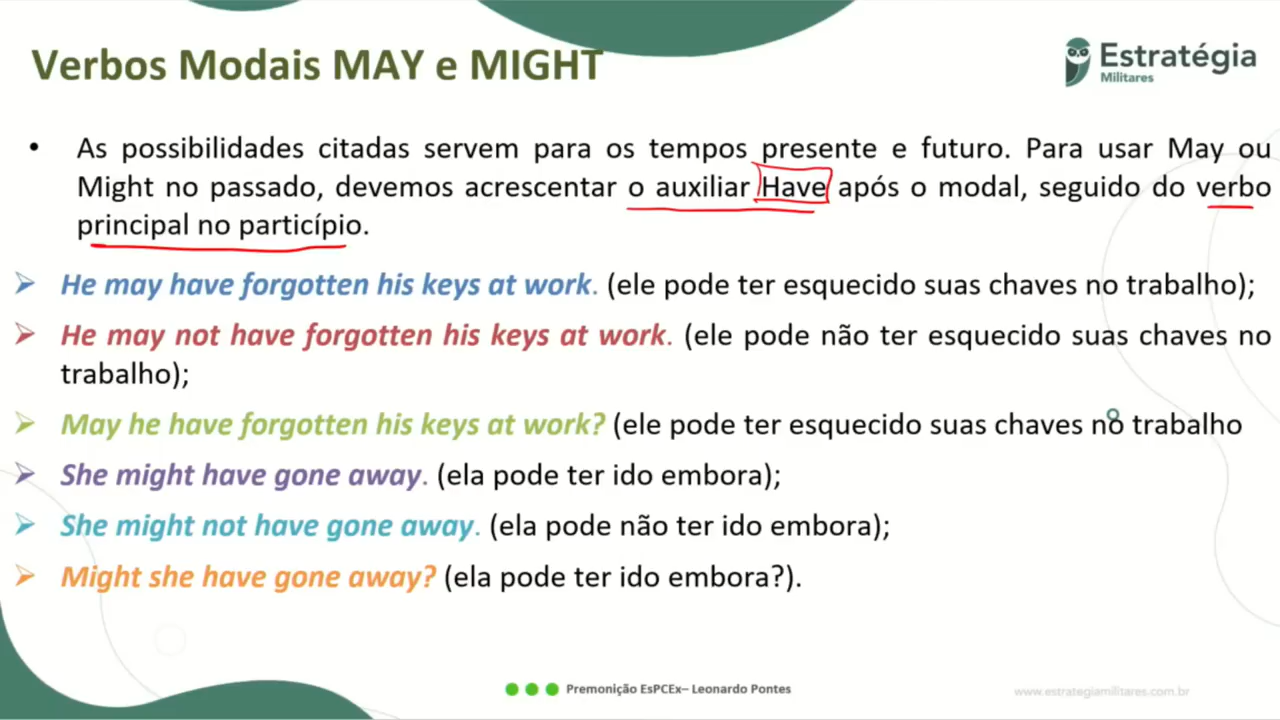 Verbos Modais MAY e MIGHT
Estratégia
Militares
• As possibilidades citadas servem para os tempos presente e futuro. Para usar May ou
Might no passado, devemos acrescentar o auxiliar Have após o modal, seguido do verbo
principal no particípio.
He may have forgotten his keys at work. (ele pode ter esquecido suas chaves no trabalho);
He may not have forgotten his keys at work. (ele pode não ter esquecido suas chaves no
trabalho);
May he have forgotten his keys at work? (ele pode ter esquecido suas chaves no trabalho
She might have gone away. (ela pode ter ido embora);
She might not have gone away. (ela pode não ter ido embora);
Might she have gone away? (ela pode ter ido embora?).
Premonição EsPCEx– Leonardo Pontes
www.estrategiamilitares.com.br